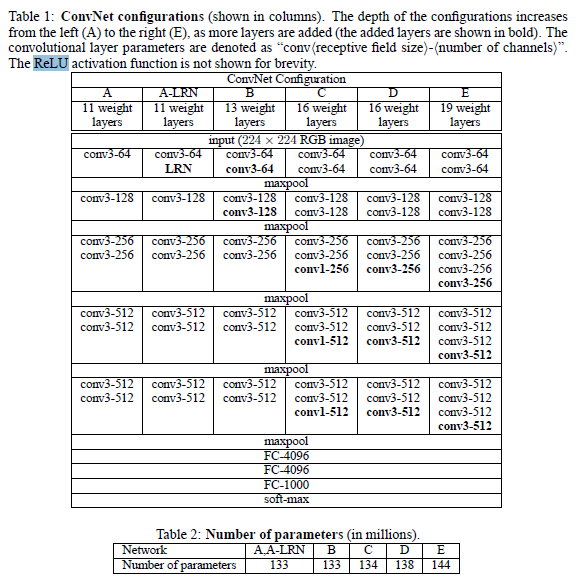 Table 1: ConvNet configurations (shown in columns). The depth of the configurations increases
from the left (A) to the right (E), as more layers are added (the added layers are shown in bold). The
convolutional layer parameters are denoted as “conv⟨receptive field size⟩-⟨number of channels⟩”.
The ReLU activation function is not shown for brevity.
ConvNet Configuration
A A-LRN B C D E
11 weight 11 weight 13 weight 16 weight 16 weight 19 weight
layers layers layers layers layers layers
input (224 × 224 RGB image)
conv3-64 conv3-64 conv3-64 conv3-64 conv3-64 conv3-64
LRN conv3-64 conv3-64 conv3-64 conv3-64
maxpool
conv3-128 conv3-128 conv3-128 conv3-128 conv3-128 conv3-128
conv3-128 conv3-128 conv3-128 conv3-128
maxpool
conv3-256 conv3-256 conv3-256 conv3-256 conv3-256 conv3-256
conv3-256 conv3-256 conv3-256 conv3-256 conv3-256 conv3-256
conv1-256 conv3-256 conv3-256
conv3-256
maxpool
conv3-512 conv3-512 conv3-512 conv3-512 conv3-512 conv3-512
conv3-512 conv3-512 conv3-512 conv3-512 conv3-512 conv3-512
conv1-512 conv3-512 conv3-512
conv3-512
maxpool
conv3-512 conv3-512 conv3-512 conv3-512 conv3-512 conv3-512
conv3-512 conv3-512 conv3-512 conv3-512 conv3-512 conv3-512
conv1-512 conv3-512 conv3-512
conv3-512
maxpool
FC-4096
FC-4096
FC-1000
soft-max
Table 2: Number of parameters (in millions).
Network A,A-LRN B C D E
Number of parameters 133 133 134 138 144